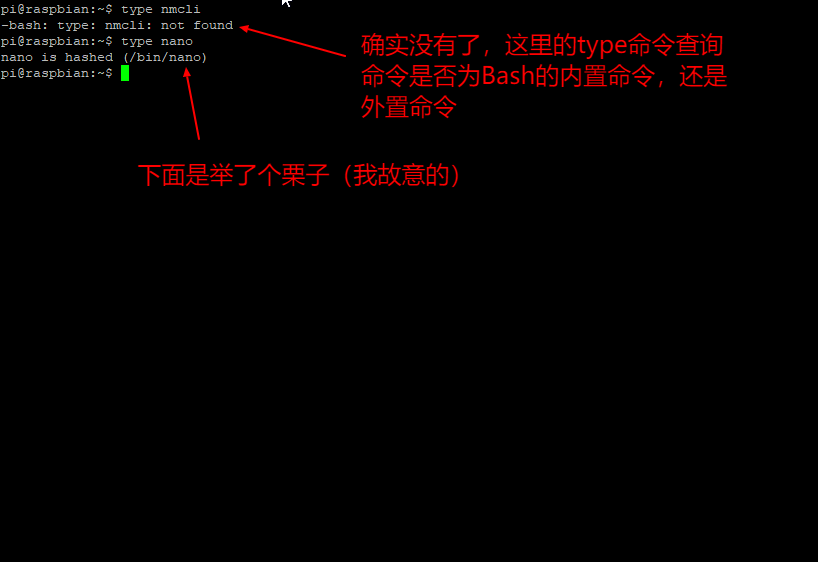 pi@raspbian:~$ type nmcli
-bash: type: nmcli: not found
pi@raspbian:~$ type nano
nano is hashed (/bin/nano)
pi@raspbian:~$
确实没有了，这里的type命令查询
命令是否为Bash的内置命令，还是
外置命令
下面是举了个栗子（我故意的）